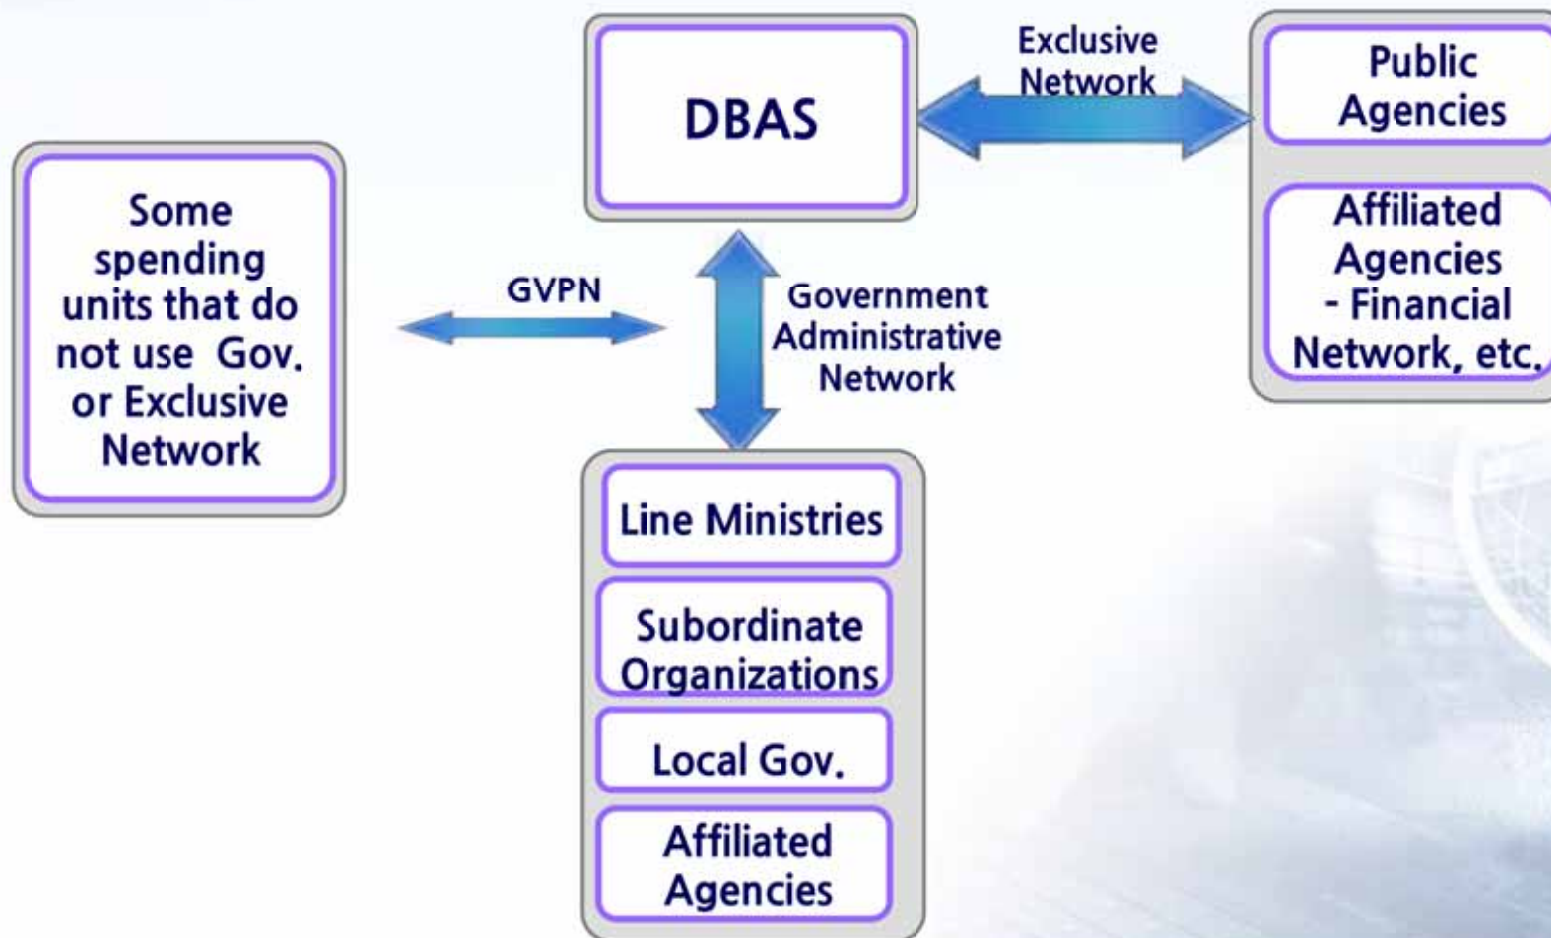 DBAS
Exclusive
Network
Public
Agencies
Affiliated
Agencies
- Financial
Network, etc.
Some
spending
units that do
not use Gov.
or Exclusive
Network
GVPN
Government
Administrative
Network
Line Ministries
Subordinate
Organizations
Local Gov.
Affiliated
Agencies